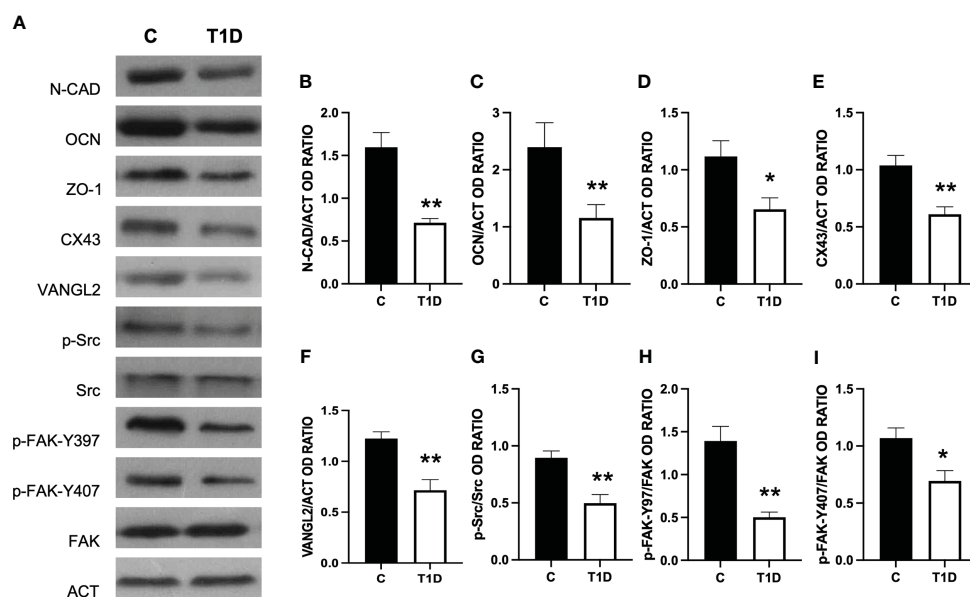 A
C T1D
N-CAD
OCN
ZO-1
CX43
VANGL2
p-Src
Src
p-FAK-Y397
p-FAK-Y407
FAK
ACT
B
N-CAD/ACT OD RATIO
2.0
1.5
1.0
0.5
0.0
**
C T1D
C
OCN/ACT OD RATIO
3
2
1
0
**
C T1D
D
ZO-1/ACT OD RATIO
1.5
1.0
0.5
0.0
*
C T1D
E
CX43/ACT OD RATIO
1.5
1.0
0.5
0.0
**
C T1D
F
VANGL2/ACT OD RATIO
1.5
1.0
0.5
0.0
**
C T1D
G
p-Src/Src OD RATIO
1.5
1.0
0.5
0.0
**
C T1D
H
p-FAK-Y97/FAK OD RATIO
2.0
1.5
1.0
0.5
0.0
**
C T1D
I
p-FAK-Y407/FAK OD RATIO
1.5
1.0
0.5
0.0
*
C T1D